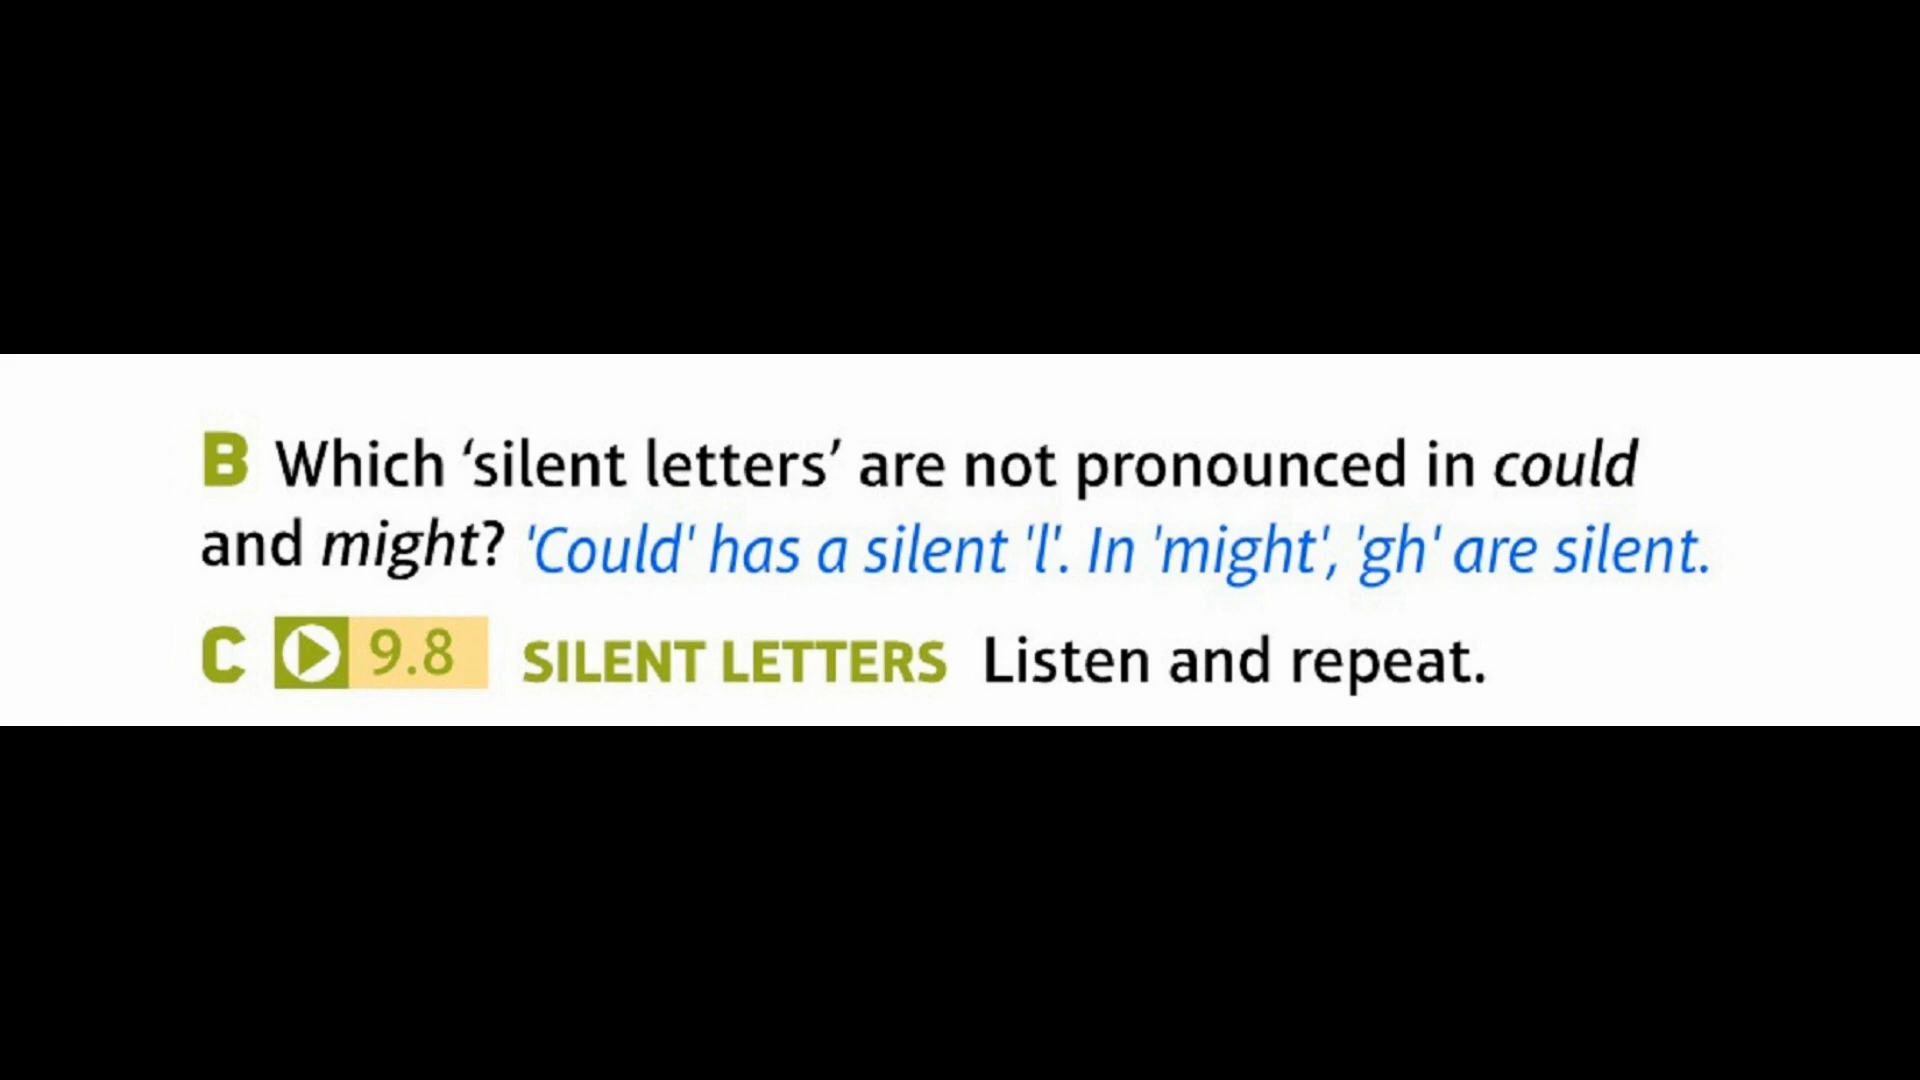 B Which ‘silent letters’ are not pronounced in could
and might? 'Could' has a silent 'l'. In 'might', 'gh' are silent.
C 9.8 SILENT LETTERS Listen and repeat.